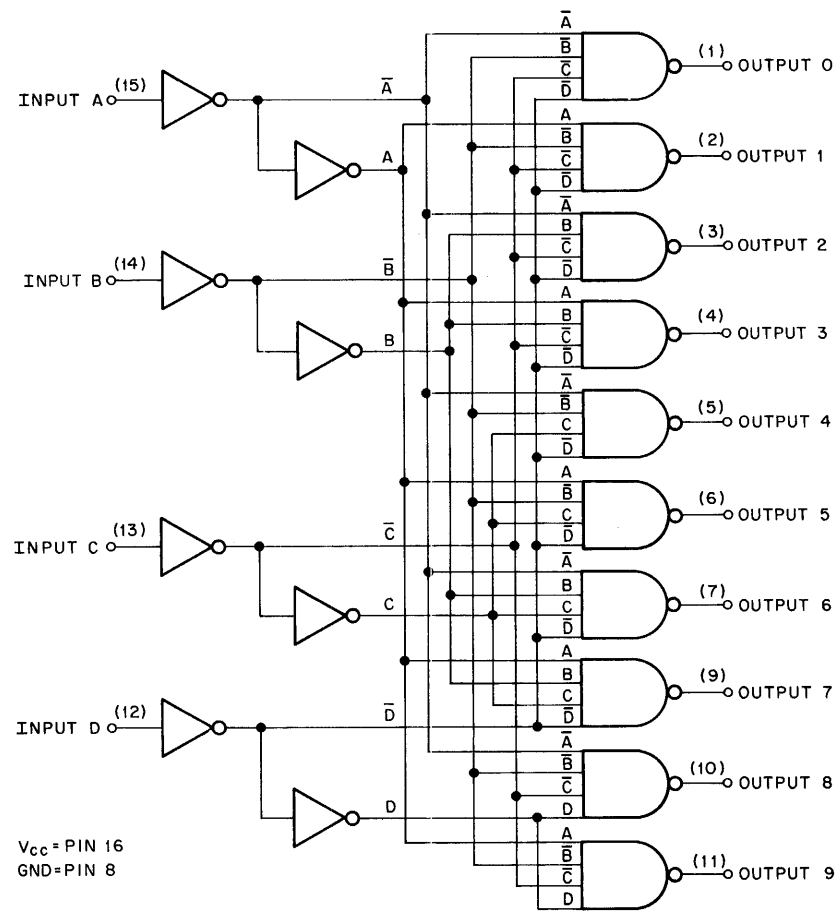 A̅
B̅
C̅
D̅
(1)
OUTPUT 0
INPUT A
(15)
A̅
A
A
B̅
C̅
D̅
(2)
OUTPUT 1
A̅
B
C̅
D̅
(3)
OUTPUT 2
INPUT B
(14)
B̅
B
A
B
C̅
D̅
(4)
OUTPUT 3
A̅
B̅
C
D̅
(5)
OUTPUT 4
A
B̅
C
D̅
(6)
OUTPUT 5
INPUT C
(13)
C̅
C
A̅
B
C
D̅
(7)
OUTPUT 6
A
B
C
D̅
(9)
OUTPUT 7
INPUT D
(12)
D̅
D
A̅
B̅
C̅
D
(10)
OUTPUT 8
A
B̅
C̅
D
(11)
OUTPUT 9
VCC = PIN 16
GND=PIN 8